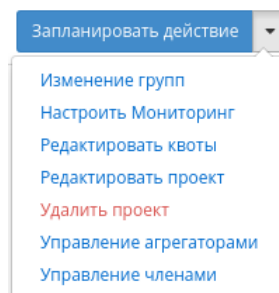 Запланировать действие
Изменение групп
Настроить Мониторинг
Редактировать квоты
Редактировать проект
Удалить проект
Управление агрегаторами
Управление членами